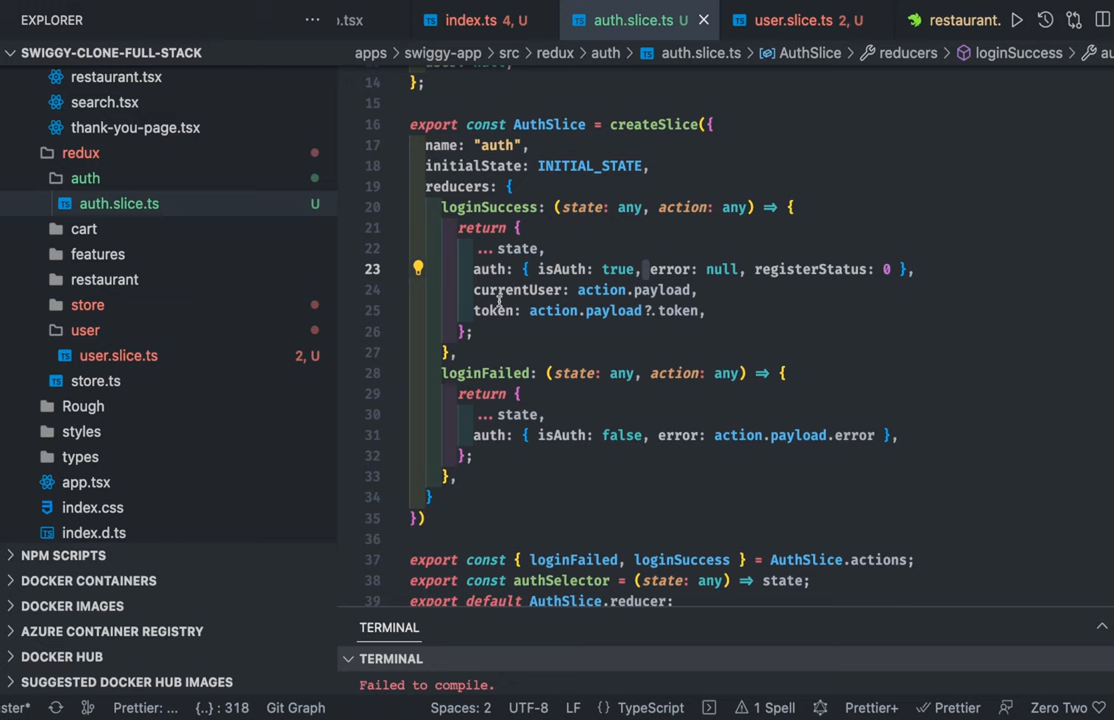 EXPLORER
SWIGGY-CLONE-FULL-STACK
restaurant.tsx
search.tsx
thank-you-page.tsx
redux
auth
auth.slice.ts U
cart
features
restaurant
store
user
user.slice.ts 2, U
store.ts
Rough
styles
types
app.tsx
index.css
index.d.ts
NPM SCRIPTS
DOCKER CONTAINERS
DOCKER IMAGES
AZURE CONTAINER REGISTRY
DOCKER HUB
SUGGESTED DOCKER HUB IMAGES
o.tsx index.ts 4, U auth.slice.ts U user.slice.ts 2, U restaurant.
apps > swiggy-app > src > redux > auth > auth.slice.ts > AuthSlice > reducers > loginSuccess > au
14 };
15
16 export const AuthSlice = createSlice({
17 name: "auth",
18 initialState: INITIAL_STATE,
19 reducers: {
20 loginSuccess: (state: any, action: any) => {
21 return {
22 ...state,
23 auth: { isAuth: true, error: null, registerStatus: 0 },
24 currentUser: action.payload,
25 token: action.payload?.token,
26 };
27 },
28 loginFailed: (state: any, action: any) => {
29 return {
30 ...state,
31 auth: { isAuth: false, error: action.payload.error },
32 };
33 },
34 }
35 })
36
37 export const { loginFailed, loginSuccess } = AuthSlice.actions;
38 export const authSelector = (state: any) => state;
39 export default AuthSlice.reducer;
TERMINAL
TERMINAL
Failed to compile.
ster* Prettier: ... {..} : 318 Git Graph Spaces: 2 UTF-8 LF {} TypeScript 1 Spell Prettier+ Prettier Zero Two